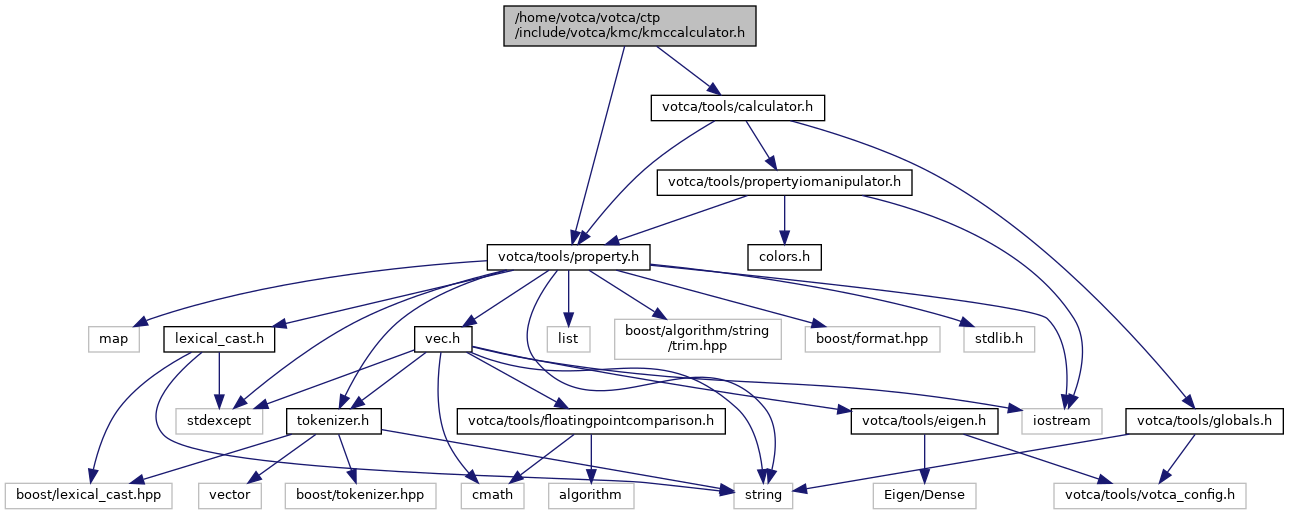 /home/votca/votca/ctp
/include/votca/kmc/kmccalculator.h
votca/tools/calculator.h
votca/tools/propertyiomanipulator.h
votca/tools/property.h
colors.h
map
lexical_cast.h
vec.h
list
boost/algorithm/string
/trim.hpp
boost/format.hpp
stdlib.h
stdexcept
tokenizer.h
votca/tools/floatingpointcomparison.h
votca/tools/eigen.h
iostream
votca/tools/globals.h
boost/lexical_cast.hpp
vector
boost/tokenizer.hpp
cmath
algorithm
string
Eigen/Dense
votca/tools/votca_config.h